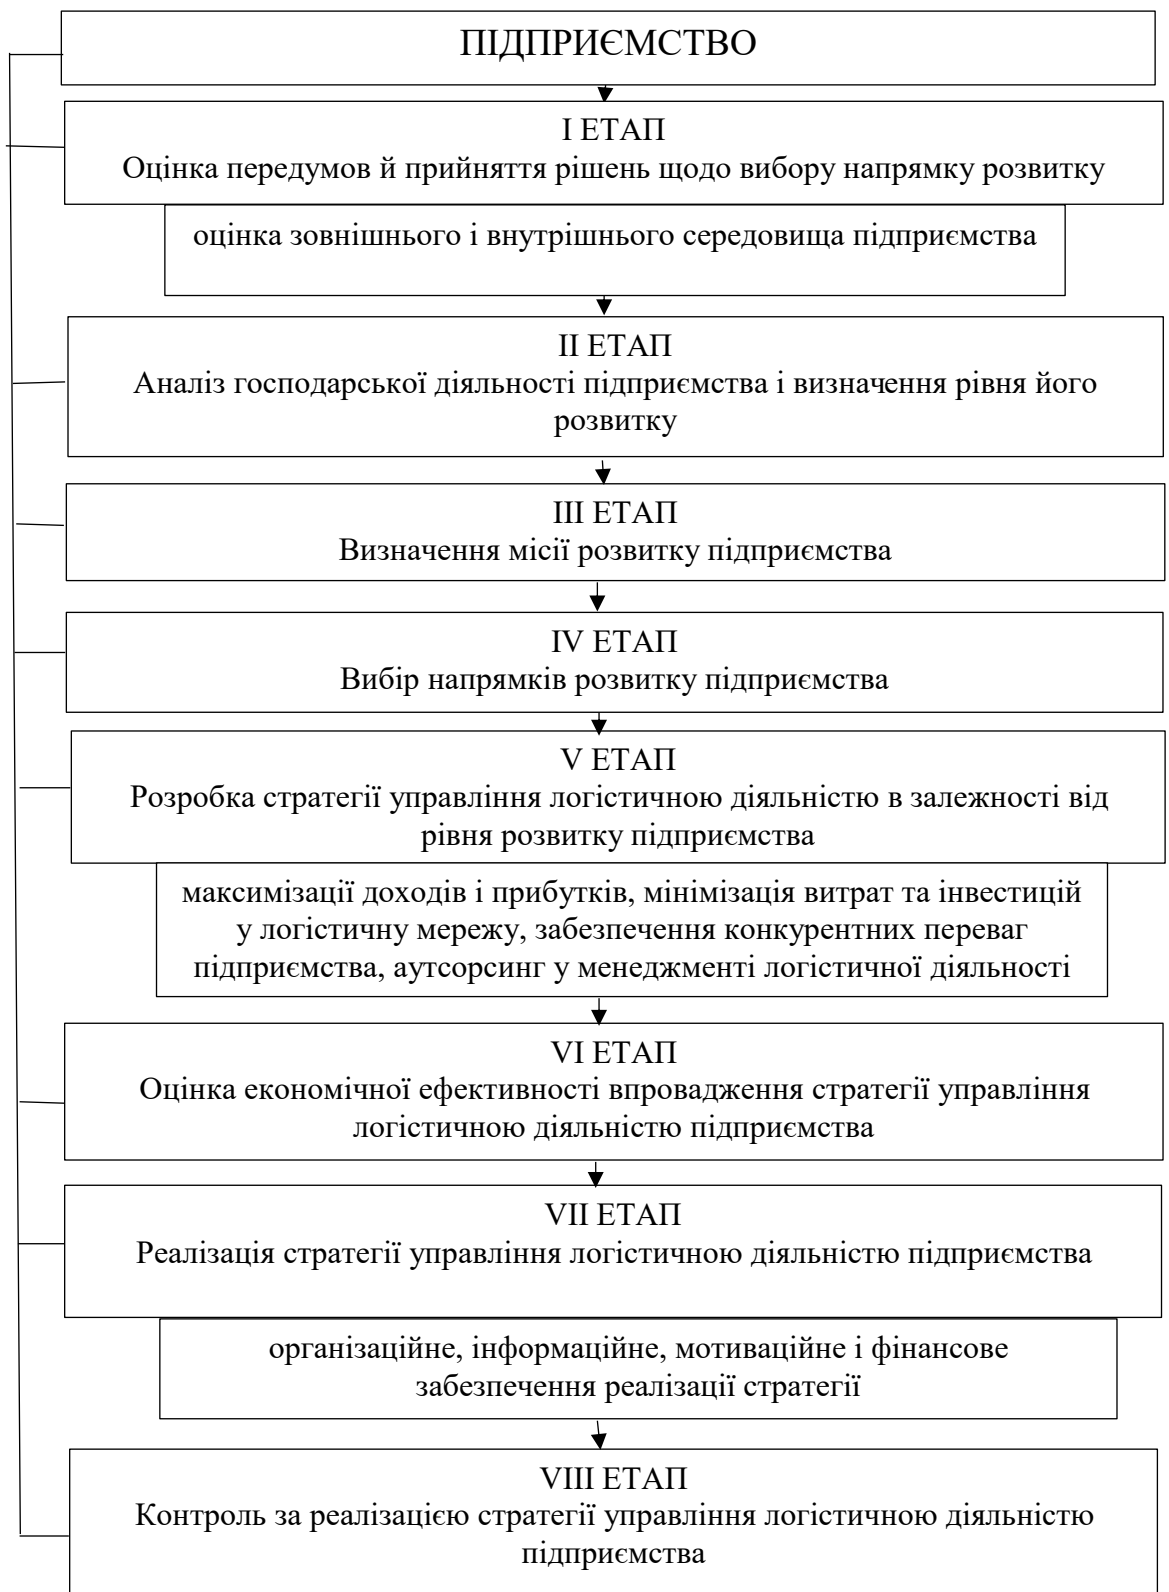 ПІДПРИЄМСТВО
І ЕТАП
Оцінка передумов й прийняття рішень щодо вибору напрямку розвитку
оцінка зовнішнього і внутрішнього середовища підприємства
ІІ ЕТАП
Аналіз господарської діяльності підприємства і визначення рівня його
розвитку
ІІІ ЕТАП
Визначення місії розвитку підприємства
IV ЕТАП
Вибір напрямків розвитку підприємства
V ЕТАП
Розробка стратегії управління логістичною діяльністю в залежності від
рівня розвитку підприємства
максимізації доходів і прибутків, мінімізація витрат та інвестицій
у логістичну мережу, забезпечення конкурентних переваг
підприємства, аутсорсинг у менеджменті логістичної діяльності
VI ЕТАП
Оцінка економічної ефективності впровадження стратегії управління
логістичною діяльністю підприємства
VII ЕТАП
Реалізація стратегії управління логістичною діяльністю підприємства
організаційне, інформаційне, мотиваційне і фінансове
забезпечення реалізації стратегії
VIII ЕТАП
Контроль за реалізацією стратегії управління логістичною діяльністю
підприємства